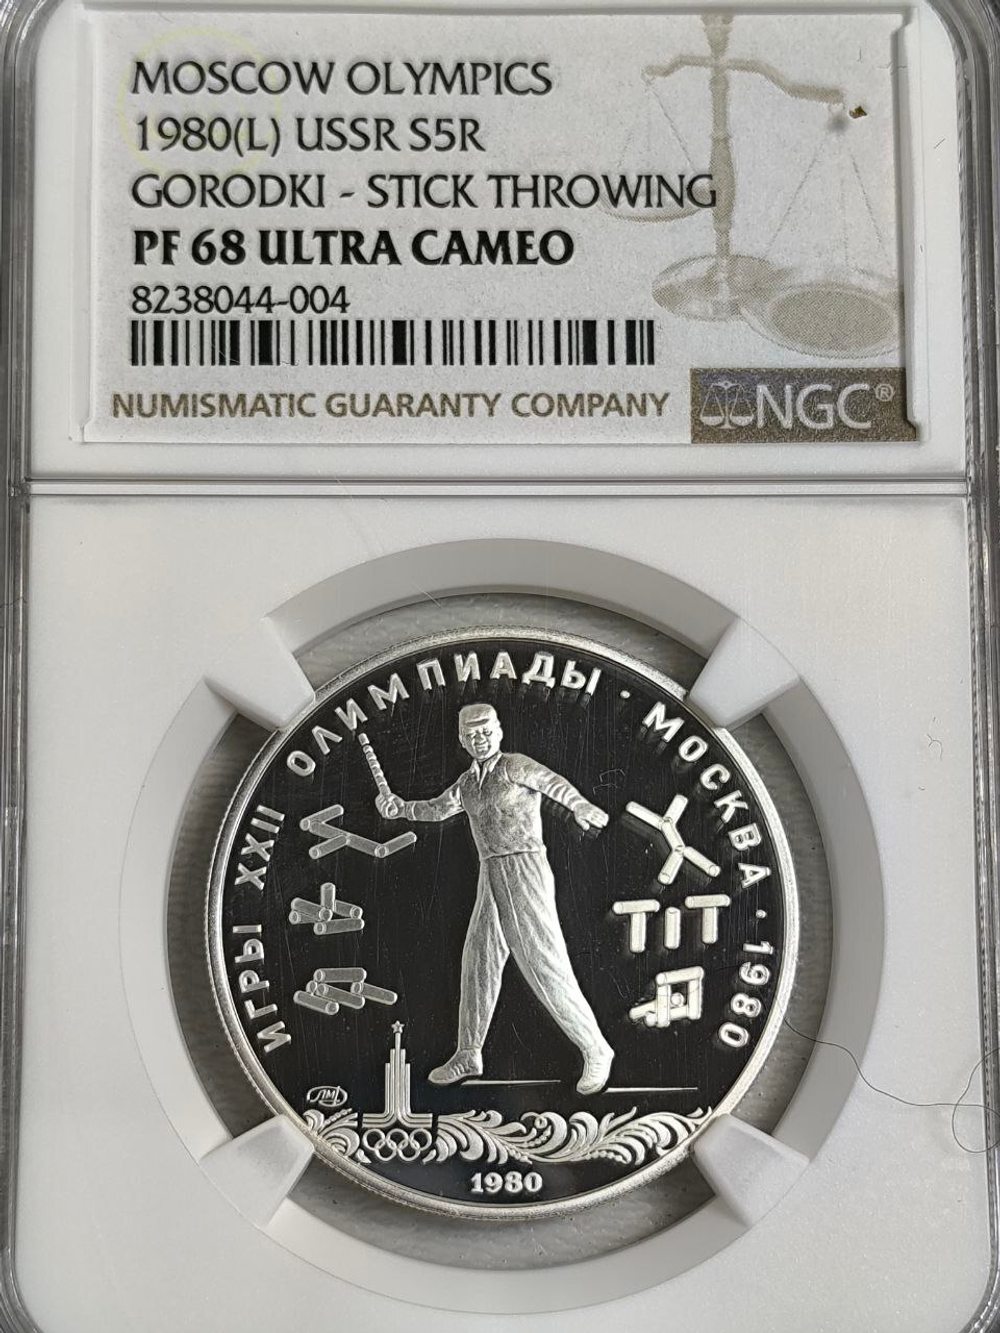 MOSCOW OLYMPICS
1980(L) USSR S5R
GORODKI - STICK THROWING
PF 68 ULTRA CAMEO
8238044-004
NUMISMATIC GUARANTY COMPANY
NGC®
ИГРЫ XXII ОЛИМПИАДЫ · МОСКВА · 1980
ЛМД
1980